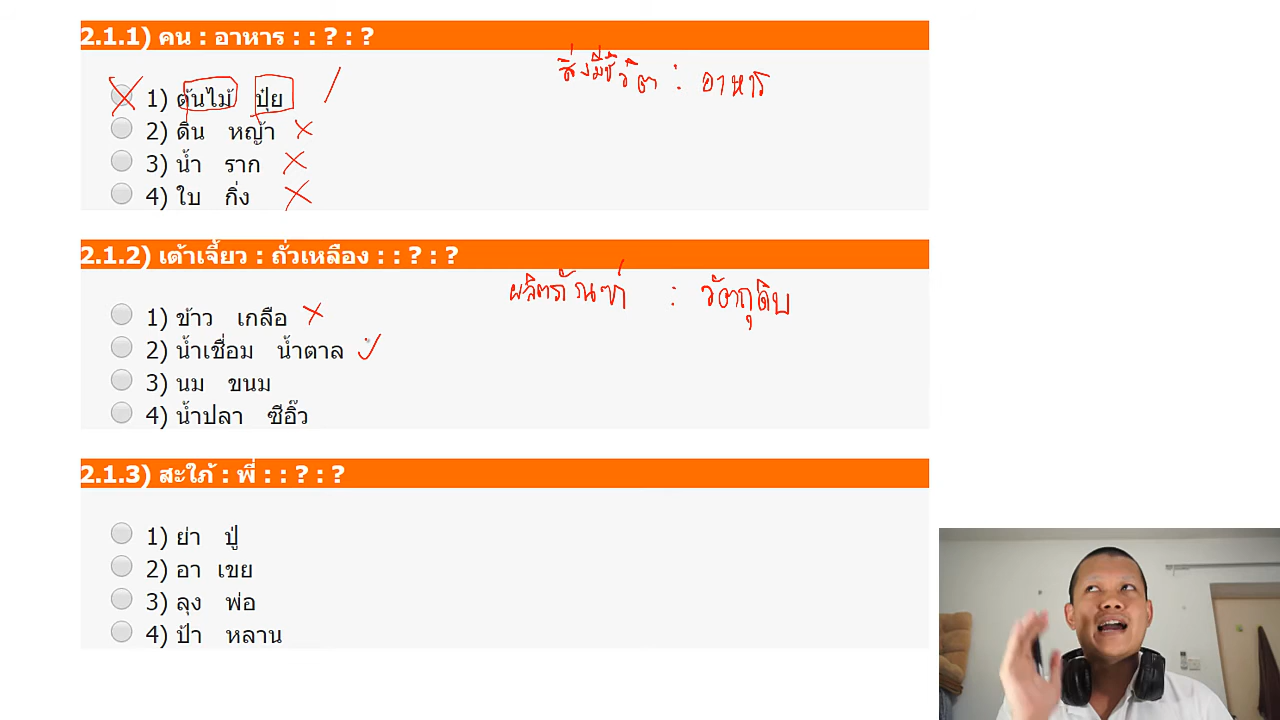 2.1.1) คน : อาหาร : : ? : ?
สิ่งมีชีวิต : อาหาร
1) ต้นไม้ ปุ๋ย
2) ดิน หญ้า
3) น้ำ ราก
4) ใบ กิ่ง
2.1.2) เต้าเจี้ยว : ถั่วเหลือง : : ? : ?
ผลิตภัณฑ์ : วัตถุดิบ
1) ข้าว เกลือ
2) น้ำเชื่อม น้ำตาล
3) นม ขนม
4) น้ำปลา ซีอิ๊ว
2.1.3) สะใภ้ : พี่ : : ? : ?
1) ย่า ปู่
2) อา เขย
3) ลุง พ่อ
4) ป้า หลาน